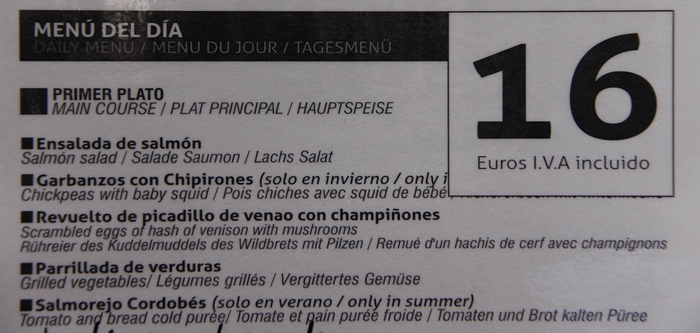 MENÚ DEL DÍA
DAILY MENU / MENU DU JOUR / TAGESMENÜ
16
Euros I.V.A incluido
PRIMER PLATO
MAIN COURSE / PLAT PRINCIPAL / HAUPTSPEISE
Ensalada de salmón
Salmón salad / Salade Saumon / Lachs Salat
Garbanzos con Chipirones (solo en invierno / only i
Chickpeas with baby squid / Pois chiches avec squid de bébé
Revuelto de picadillo de venao con champiñones
Scrambled eggs of hash of venison with mushrooms
Rühreier des Kuddelmuddels des Wildbrets mit Pilzen / Remué d'un hachis de cerf avec champignons
Parrillada de verduras
Grilled vegetables/ Légumes grillés / Vergittertes Gemüse
Salmorejo Cordobés (solo en verano / only in summer)
Tomato and bread cold purée/ Tomate et pain purée froide / Tomaten und Brot kalten Püree